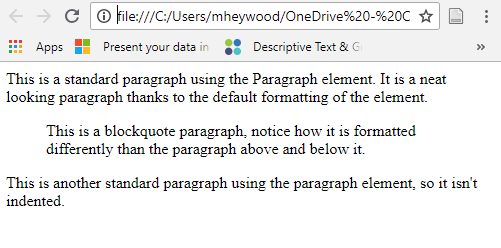 file:///C:/Users/mheywood/OneDrive%20-%20C
Apps Present your data in Descriptive Text & G
This is a standard paragraph using the Paragraph element. It is a neat
looking paragraph thanks to the default formatting of the element.
This is a blockquote paragraph, notice how it is formatted
differently than the paragraph above and below it.
This is another standard paragraph using the paragraph element, so it isn't
indented.